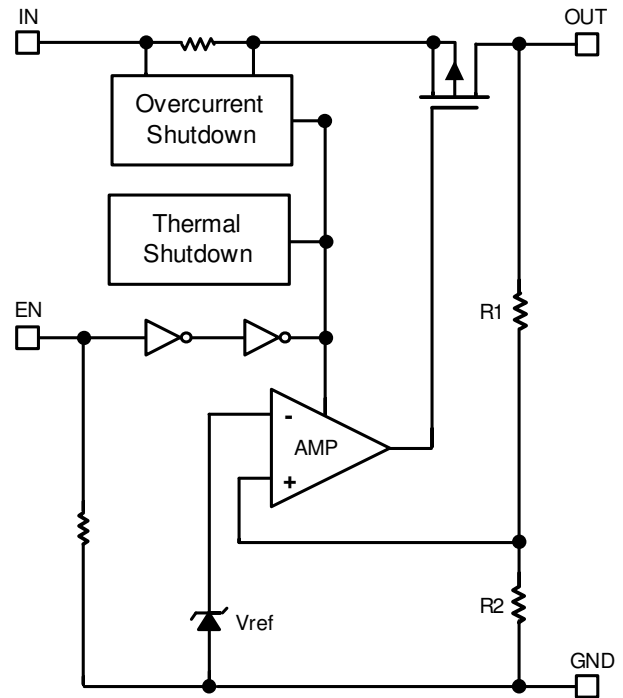 IN
OUT
Overcurrent
Shutdown
Thermal
Shutdown
EN
R1
-
AMP
+
R2
Vref
GND